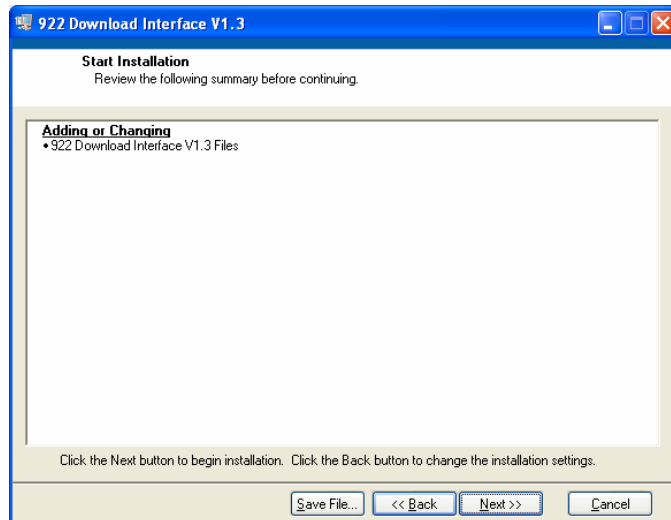 922 Download Interface V1.3
Start Installation
Review the following summary before continuing.
Adding or Changing
•922 Download Interface V1.3 Files
Click the Next button to begin installation. Click the Back button to change the installation settings.
Save File... << Back Next >> Cancel